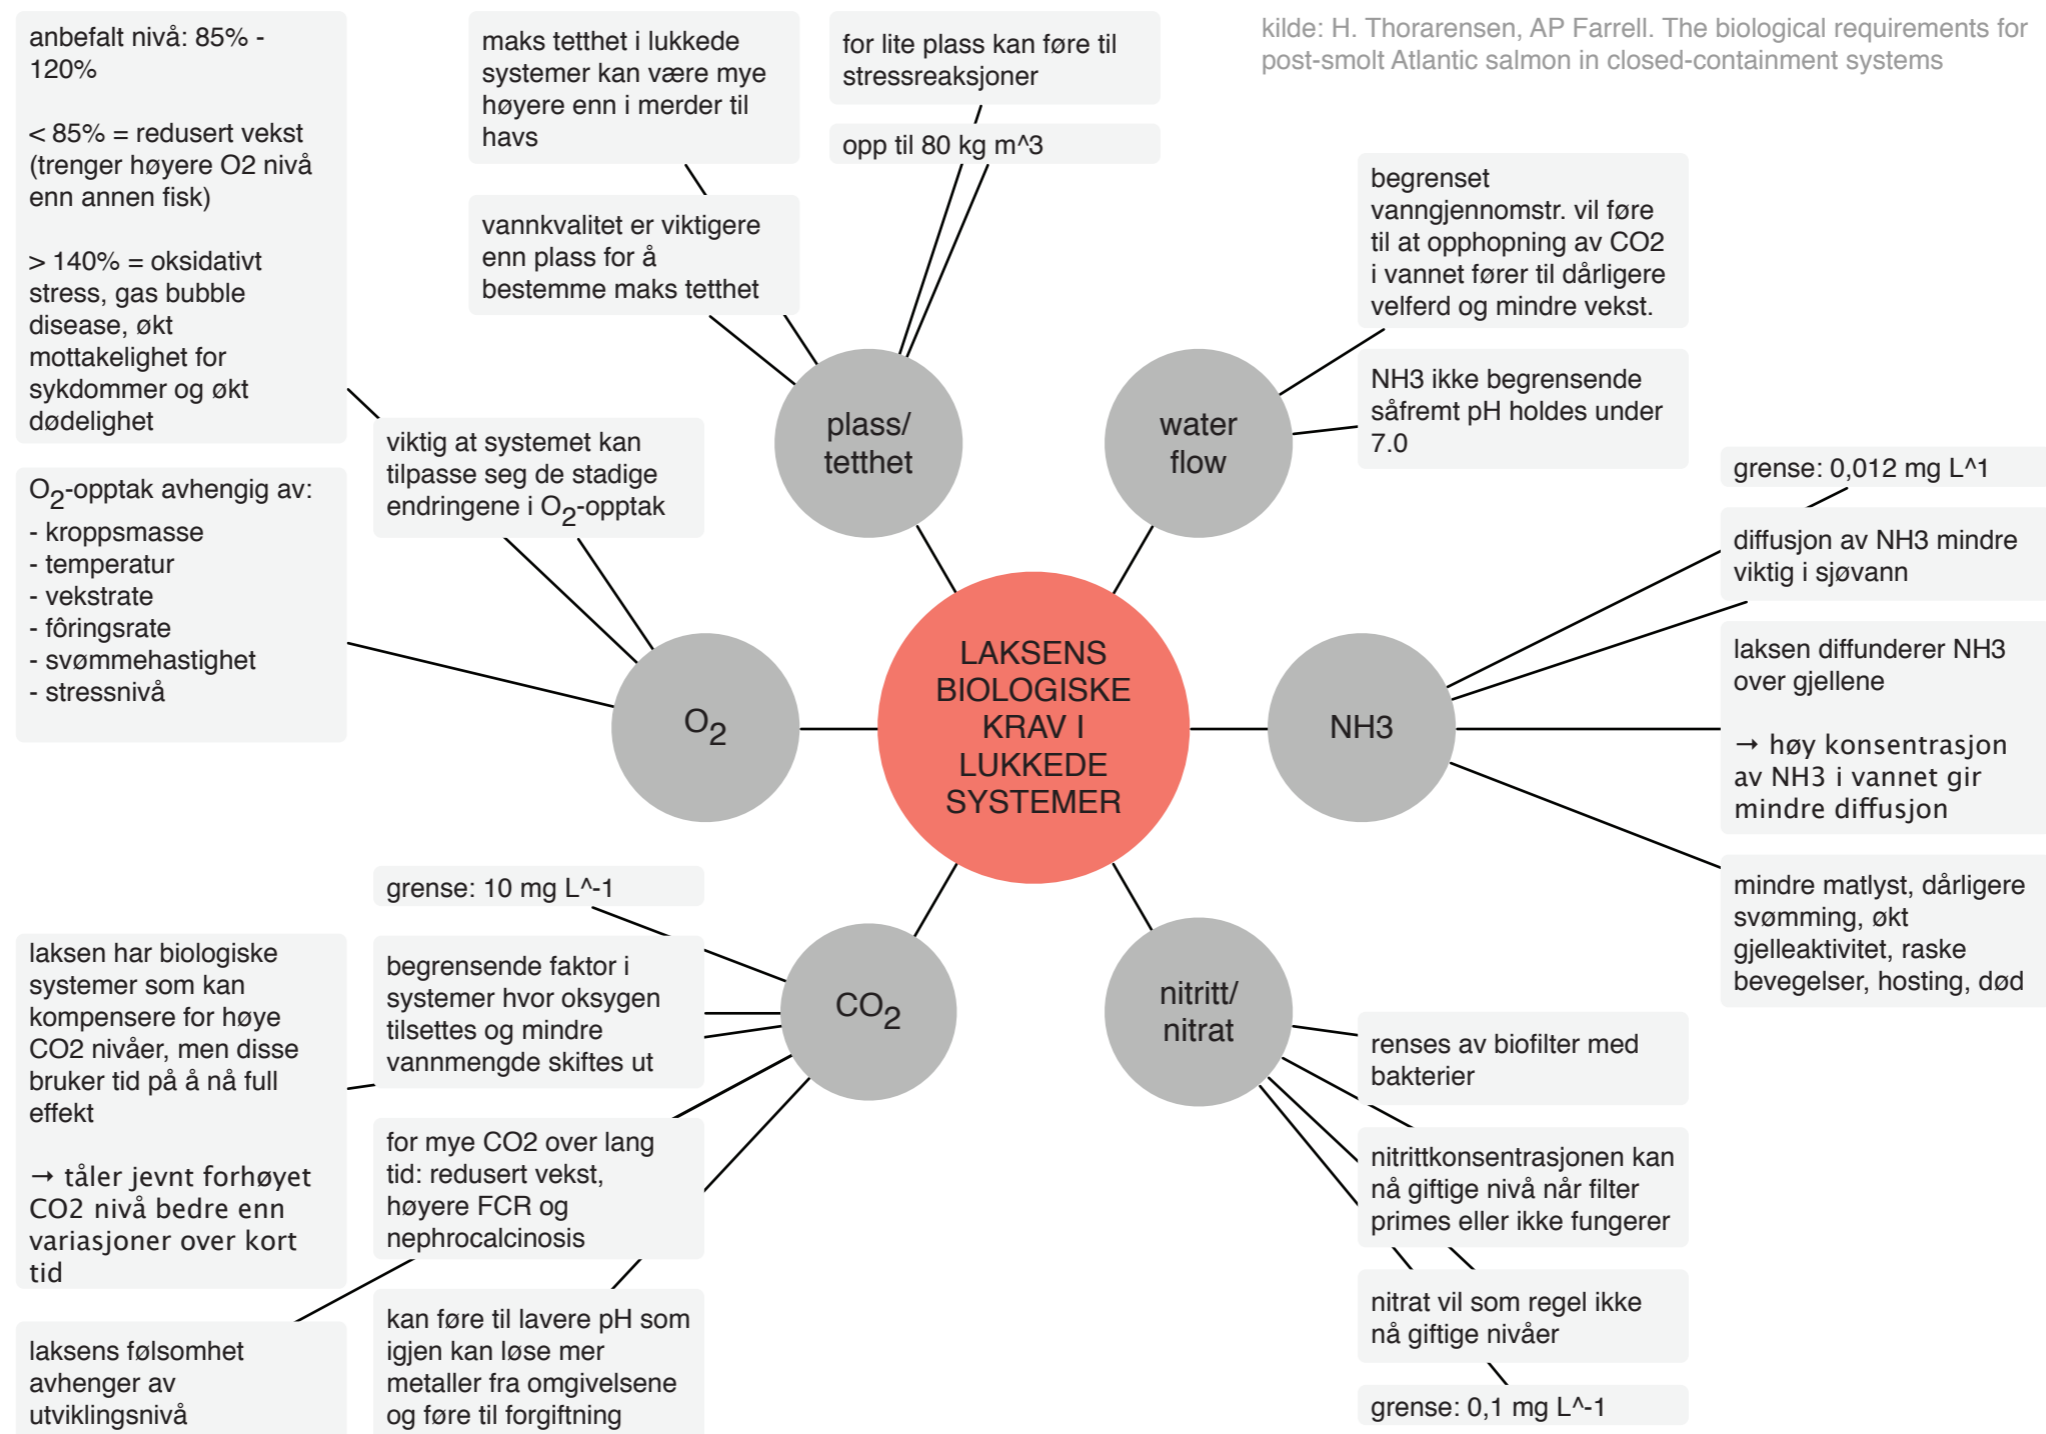 anbefalt nivå: 85% -
120%
< 85% = redusert vekst
(trenger høyere O2 nivå
enn annen fisk)
> 140% = oksidativt
stress, gas bubble
disease, økt
mottakelighet for
sykdommer og økt
dødelighet
O2-opptak avhengig av:
- kroppsmasse
- temperatur
- vekstrate
- fôringsrate
- svømmehastighet
- stressnivå
viktig at systemet kan
tilpasse seg de stadige
endringene i O2-opptak
O2
maks tetthet i lukkede
systemer kan være mye
høyere enn i merder til
havs
vannkvalitet er viktigere
enn plass for å
bestemme maks tetthet
for lite plass kan føre til
stressreaksjoner
opp til 80 kg m^3
plass/
tetthet
kilde: H. Thorarensen, AP Farrell. The biological requirements for
post-smolt Atlantic salmon in closed-containment systems
begrenset
vanngjennomstr. vil føre
til at opphopning av CO2
i vannet fører til dårligere
velferd og mindre vekst.
NH3 ikke begrensende
såfremt pH holdes under
7.0
water
flow
LAKSENS
BIOLOGISKE
KRAV I
LUKKEDE
SYSTEMER
NH3
grense: 0,012 mg L^1
diffusjon av NH3 mindre
viktig i sjøvann
laksen diffunderer NH3
over gjellene
→ høy konsentrasjon
av NH3 i vannet gir
mindre diffusjon
mindre matlyst, dårligere
svømming, økt
gjelleaktivitet, raske
bevegelser, hosting, død
grense: 10 mg L^-1
begrensende faktor i
systemer hvor oksygen
tilsettes og mindre
vannmengde skiftes ut
CO2
laksen har biologiske
systemer som kan
kompensere for høye
CO2 nivåer, men disse
bruker tid på å nå full
effekt
→ tåler jevnt forhøyet
CO2 nivå bedre enn
variasjoner over kort
tid
for mye CO2 over lang
tid: redusert vekst,
høyere FCR og
nephrocalcinosis
laksens følsomhet
avhenger av
utviklingsnivå
kan føre til lavere pH som
igjen kan løse mer
metaller fra omgivelsene
og føre til forgiftning
nitritt/
nitrat
renses av biofilter med
bakterier
nitrittkonsentrasjonen kan
nå giftige nivå når filter
primes eller ikke fungerer
nitrat vil som regel ikke
nå giftige nivåer
grense: 0,1 mg L^-1